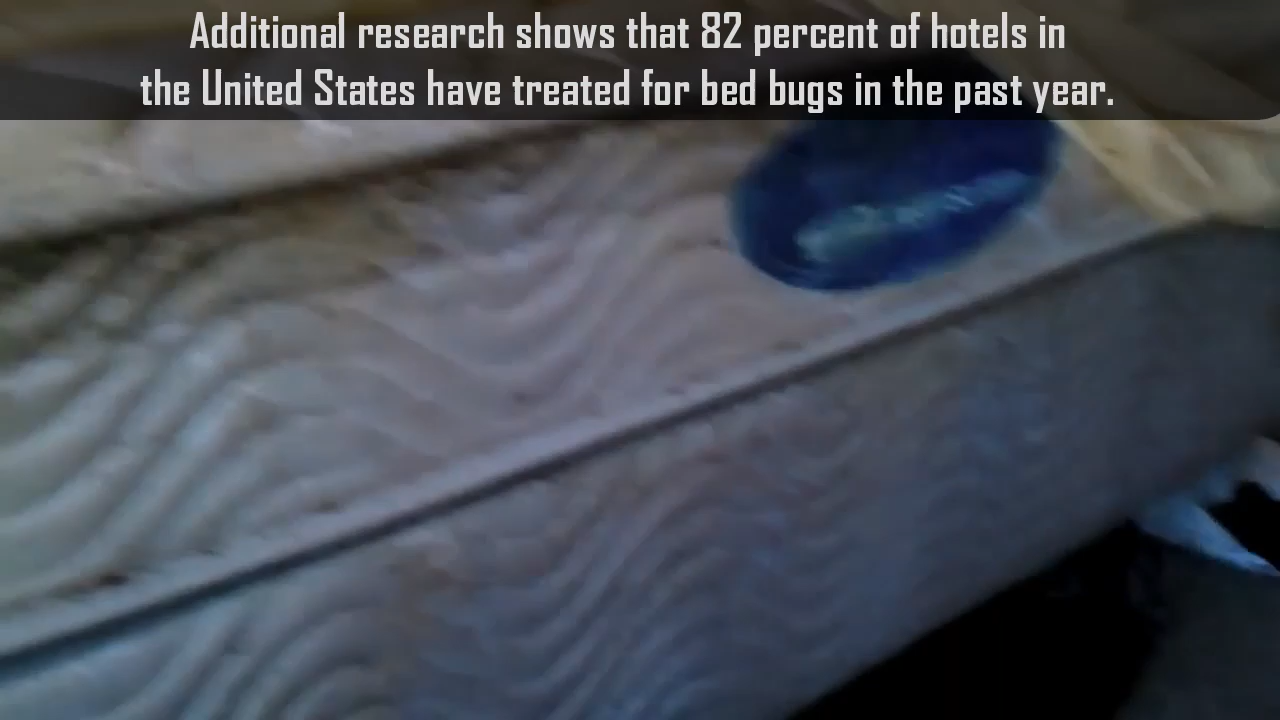 Additional research shows that 82 percent of hotels in
the United States have treated for bed bugs in the past year.